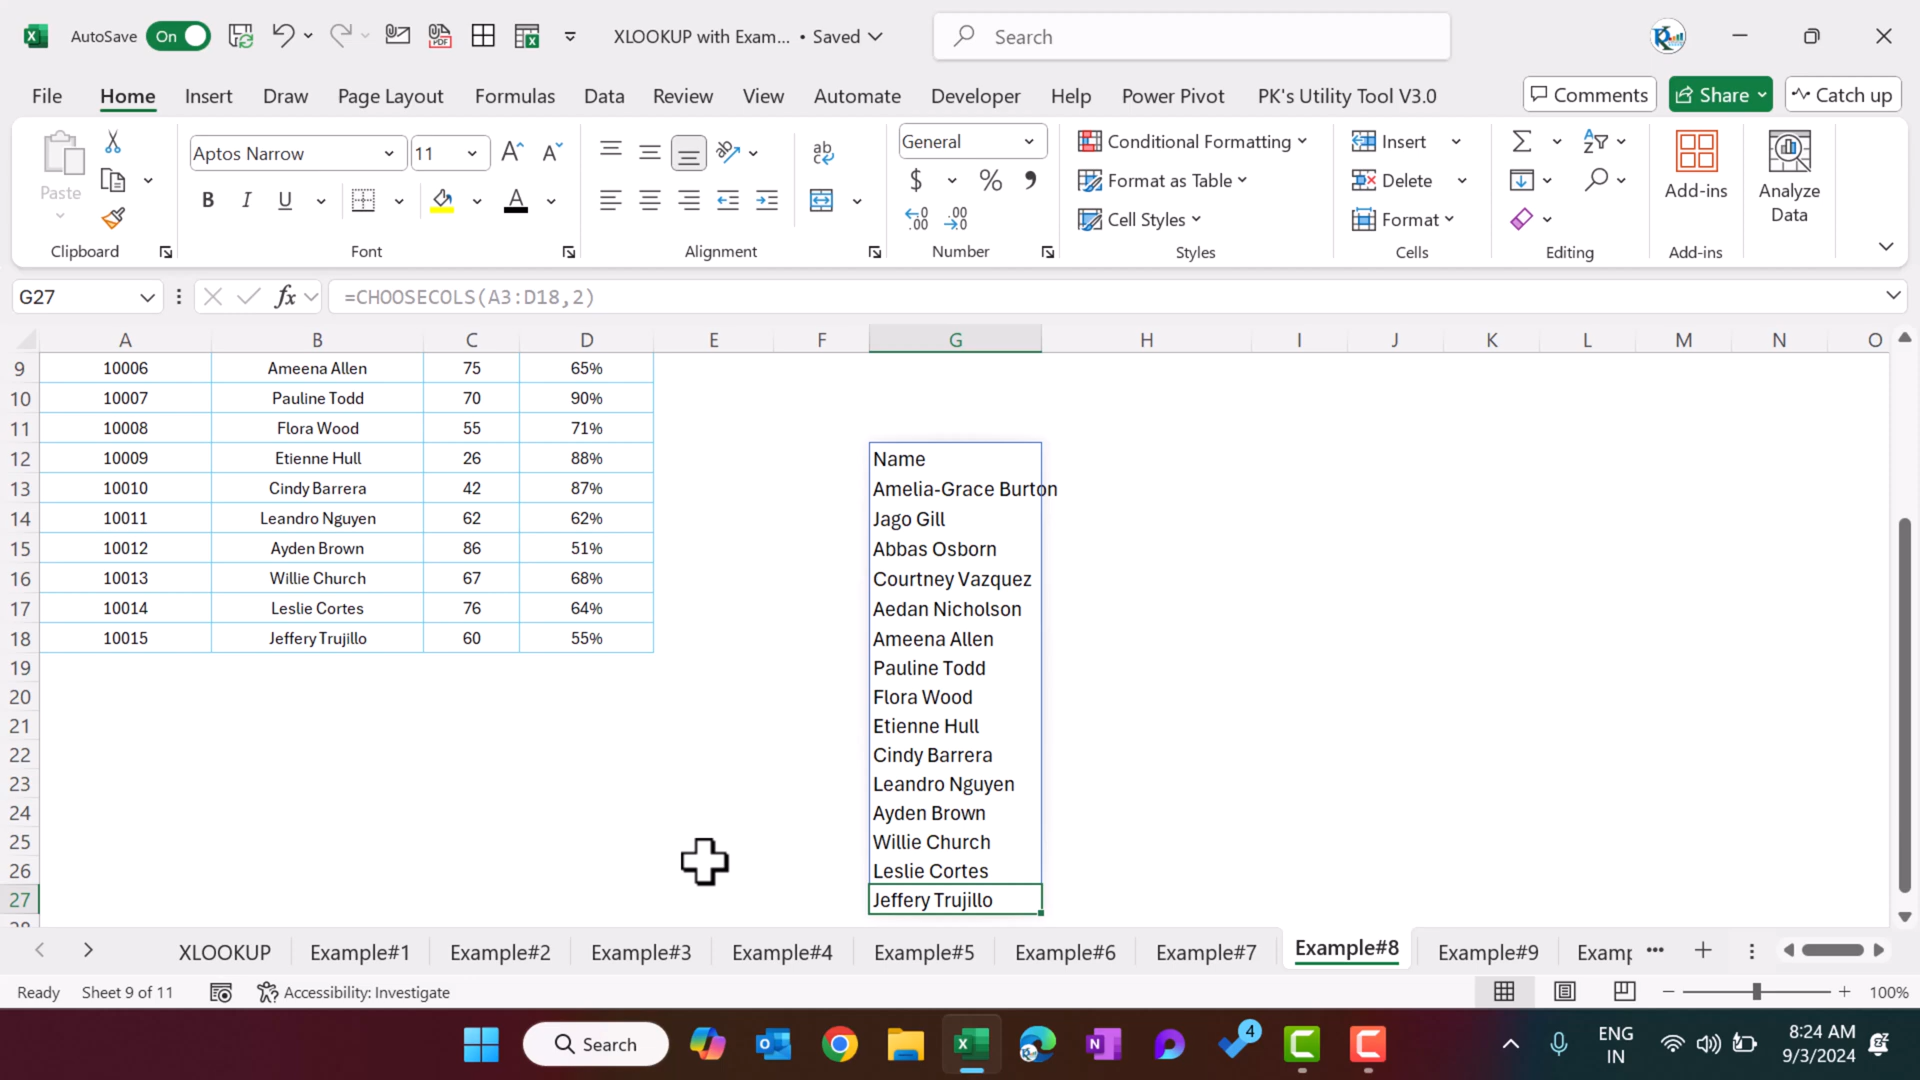 AutoSave On XLOOKUP with Exam... • Saved Search
File Home Insert Draw Page Layout Formulas Data Review View Automate Developer Help Power Pivot PK's Utility Tool V3.0 Comments Share Catch up
Paste
Clipboard
Aptos Narrow 11
B I U A
Font
ab
Alignment
General
$ % ,
Number
Conditional Formatting
Format as Table
Cell Styles
Styles
Insert
Delete
Format
Cells
Editing
Add-ins
Add-ins
Analyze
Data
G27 fx =CHOOSECOLS(A3:D18,2)
A B C D E F G H I J K L M N O
9 10006 Ameena Allen 75 65%
10 10007 Pauline Todd 70 90%
11 10008 Flora Wood 55 71%
12 10009 Etienne Hull 26 88% Name
13 10010 Cindy Barrera 42 87% Amelia-Grace Burton
14 10011 Leandro Nguyen 62 62% Jago Gill
15 10012 Ayden Brown 86 51% Abbas Osborn
16 10013 Willie Church 67 68% Courtney Vazquez
17 10014 Leslie Cortes 76 64% Aedan Nicholson
18 10015 Jeffery Trujillo 60 55% Ameena Allen
19 Pauline Todd
20 Flora Wood
21 Etienne Hull
22 Cindy Barrera
23 Leandro Nguyen
24 Ayden Brown
25 Willie Church
26 Leslie Cortes
27 Jeffery Trujillo
XLOOKUP Example#1 Example#2 Example#3 Example#4 Example#5 Example#6 Example#7 Example#8 Example#9 Examp ...
Ready Sheet 9 of 11 Accessibility: Investigate 100%
Search 4 ENG
IN
8:24 AM
9/3/2024